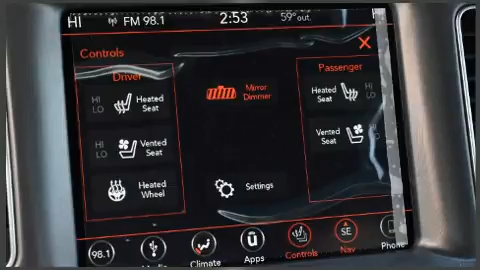 HI FM 98.1 2:53 59° out.
Controls
Driver
Passenger
HI
LO
Heated
Seat
Mirror
Dimmer
Heated
Seat
HI
LO
HI
LO
Vented
Seat
Vented
Seat
Heated
Wheel
Settings
98.1
Climate
Apps
Controls
SE
Nav
Phone